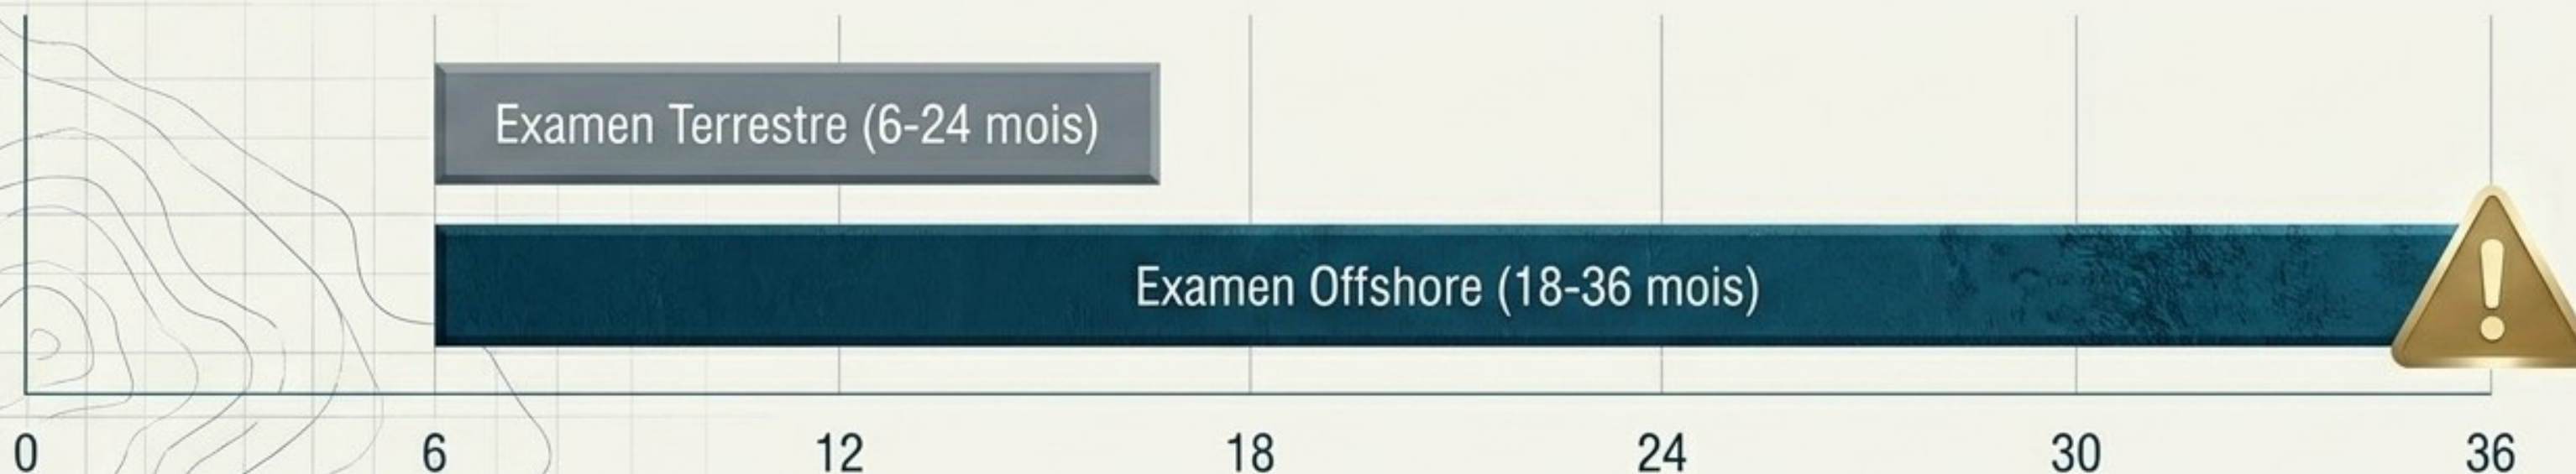 Examen Terrestre (6-24 mois)
Examen Offshore (18-36 mois)
0 6 12 18 24 30 36